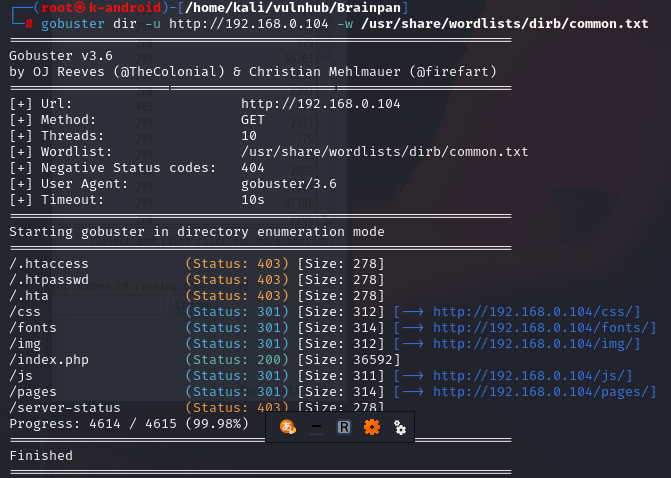 ┌──(root㉿k-android)-[/home/kali/vulnhub/Brainpan]
└─# gobuster dir -u http://192.168.0.104 -w /usr/share/wordlists/dirb/common.txt
===============================================================
Gobuster v3.6
by OJ Reeves (@TheColonial) & Christian Mehlmauer (@firefart)
===============================================================
[+] Url:                     http://192.168.0.104
[+] Method:                  GET
[+] Threads:                 10
[+] Wordlist:                /usr/share/wordlists/dirb/common.txt
[+] Negative Status codes:   404
[+] User Agent:              gobuster/3.6
[+] Timeout:                 10s
===============================================================
Starting gobuster in directory enumeration mode
===============================================================
/.htaccess            (Status: 403) [Size: 278]
/.htpasswd            (Status: 403) [Size: 278]
/.hta                 (Status: 403) [Size: 278]
/css                  (Status: 301) [Size: 312] [--> http://192.168.0.104/css/]
/fonts                (Status: 301) [Size: 314] [--> http://192.168.0.104/fonts/]
/img                  (Status: 301) [Size: 312] [--> http://192.168.0.104/img/]
/index.php            (Status: 200) [Size: 36592]
/js                   (Status: 301) [Size: 311] [--> http://192.168.0.104/js/]
/pages                (Status: 301) [Size: 314] [--> http://192.168.0.104/pages/]
/server-status        (Status: 403) [Size: 278]
Progress: 4614 / 4615 (99.98%)
あ R
===============================================================
Finished
===============================================================